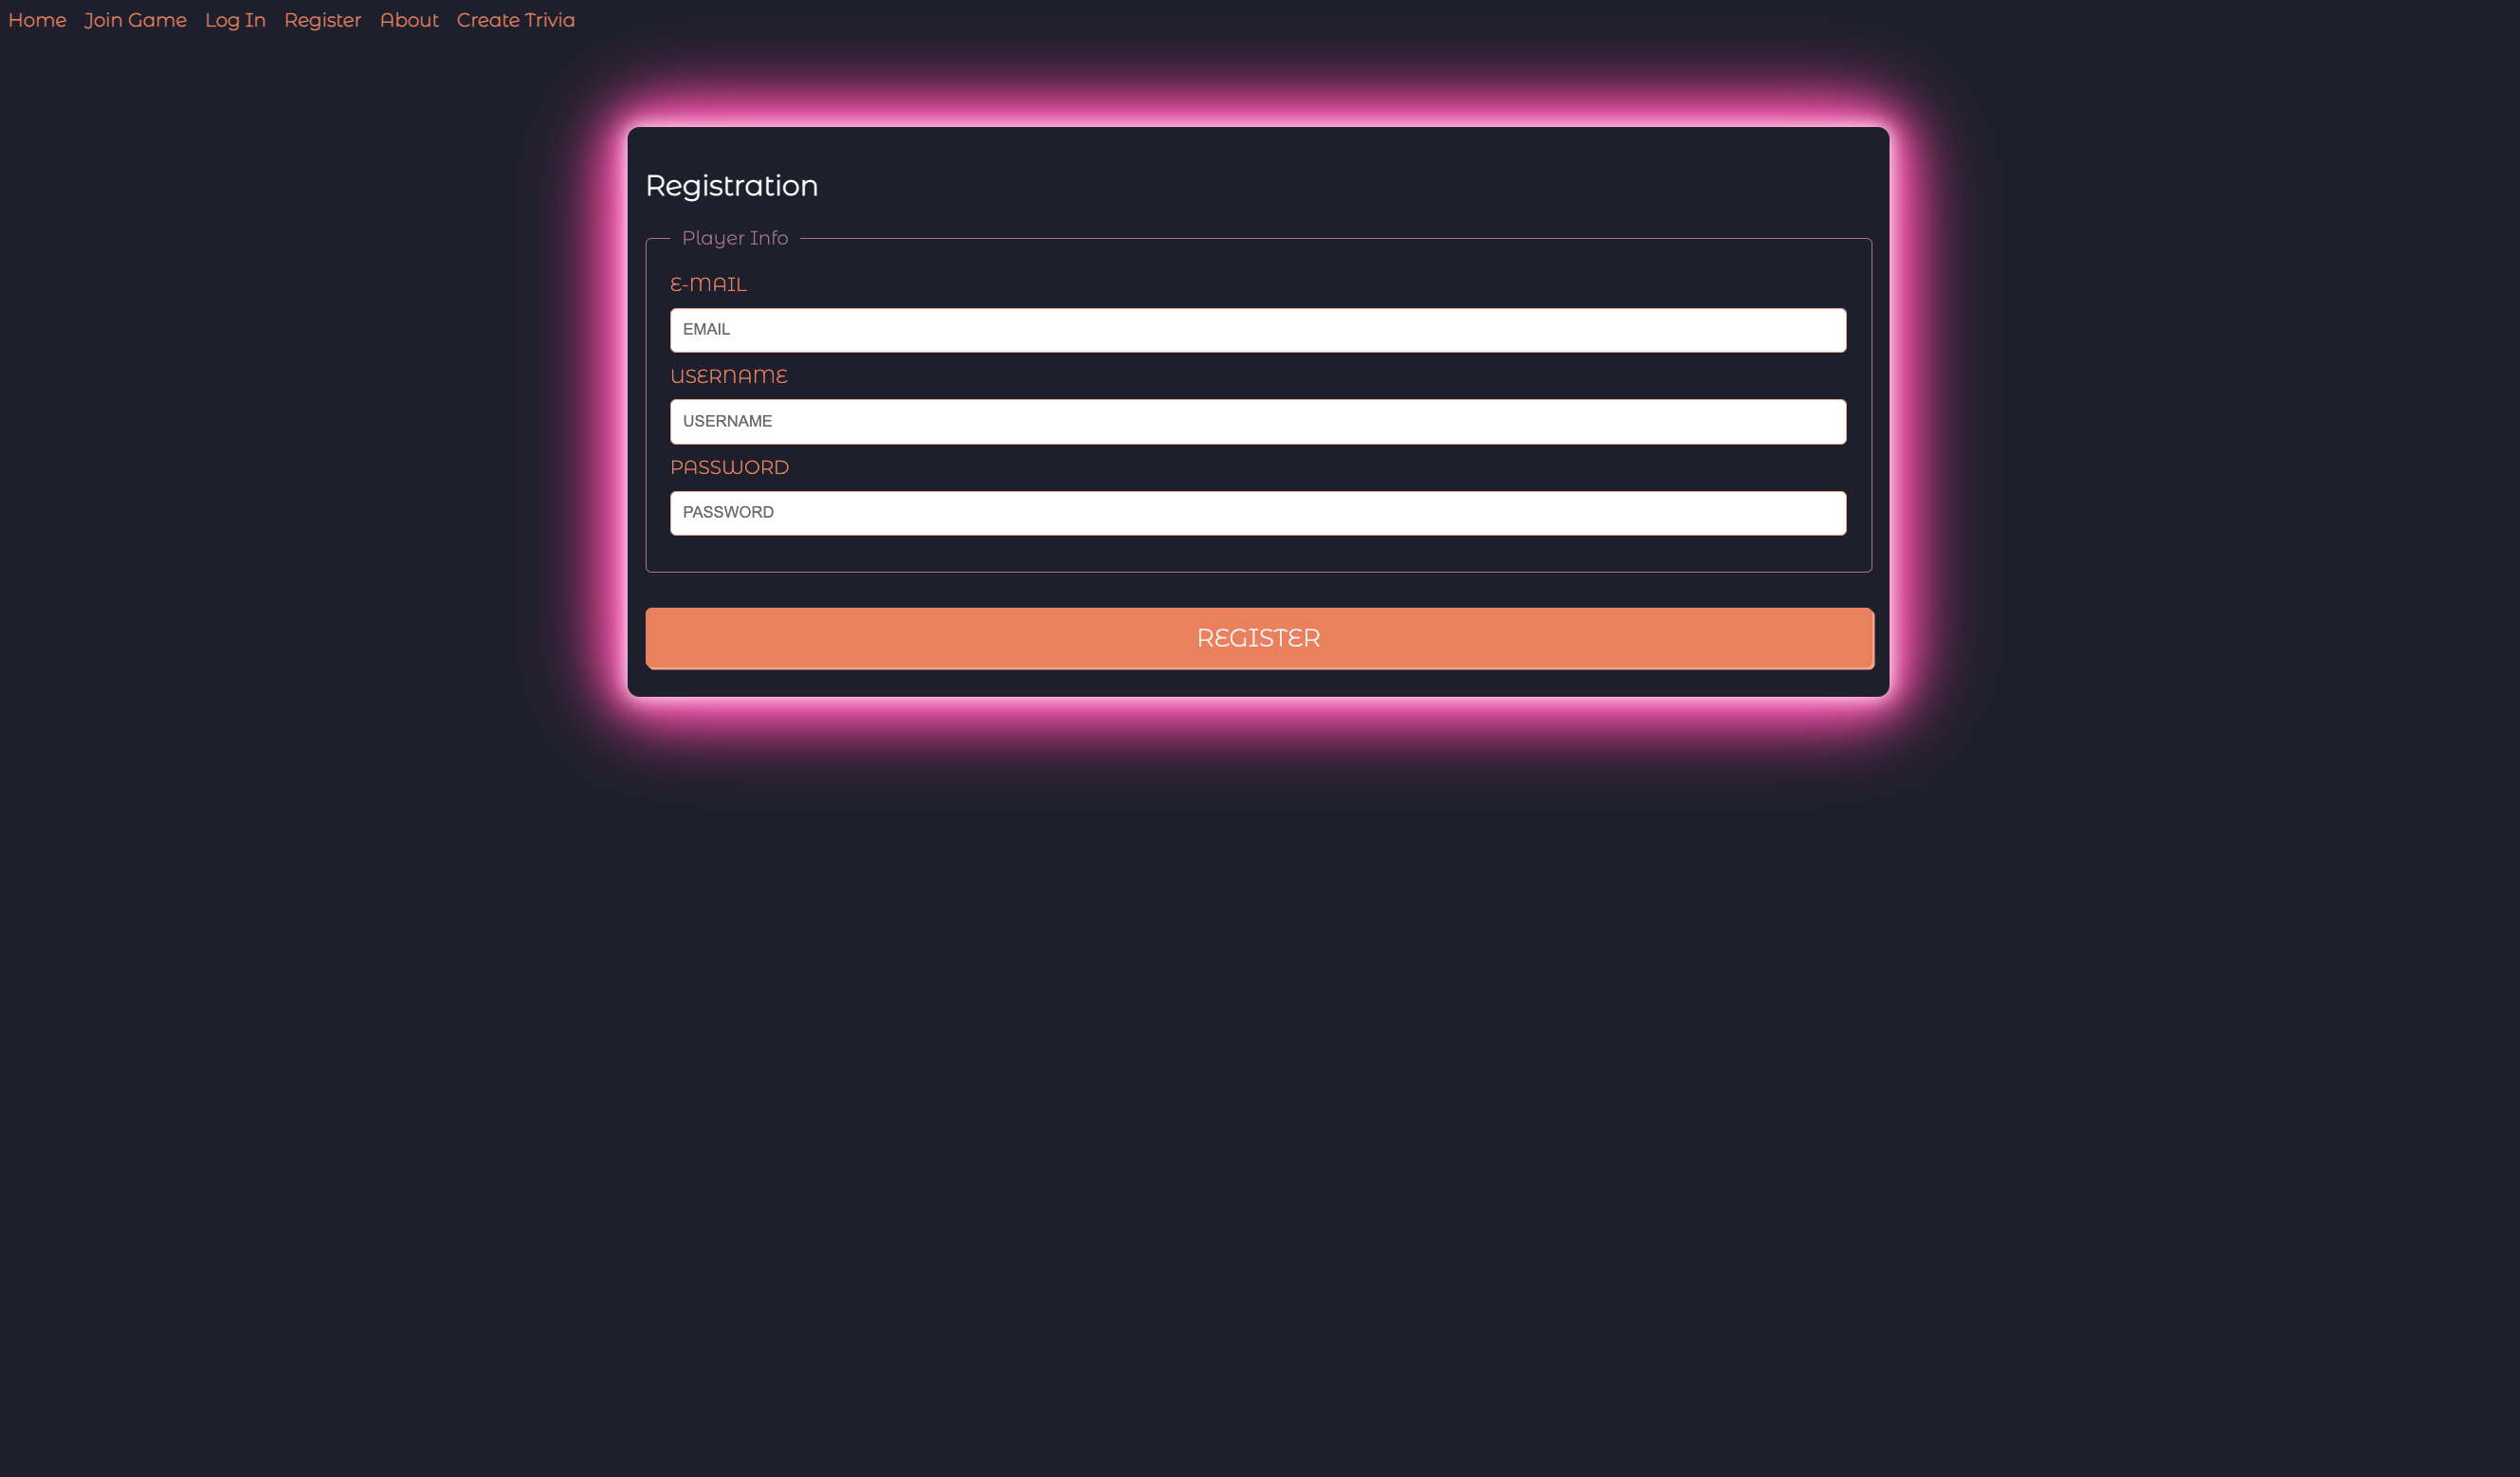 Home Join Game Log In Register About Create Trivia
Registration
Player Info
E-MAIL
EMAIL
USERNAME
USERNAME
PASSWORD
PASSWORD
REGISTER